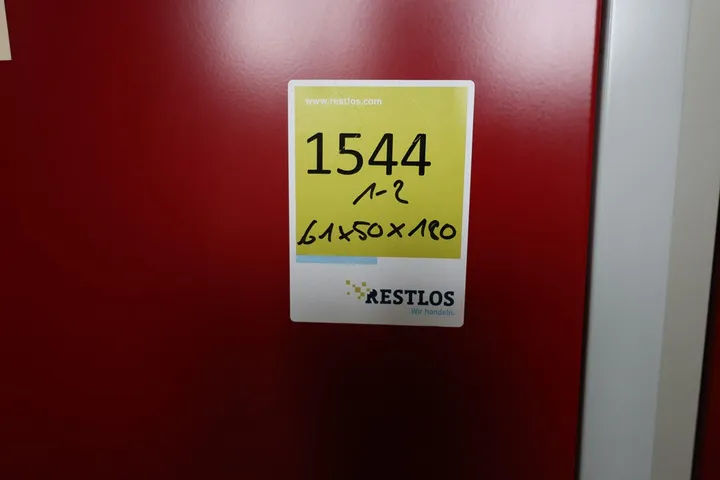 www.restlos.com
1544
1-2
61x50x180
RESTLOS
Wir handeln.